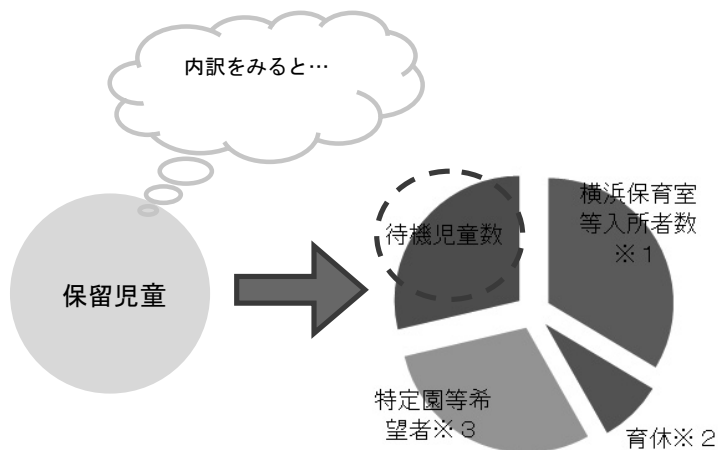 内訳をみると…
保留児童
待機児童数
横浜保育室
等入所者数
※１
特定園等希
望者※３
育休※２